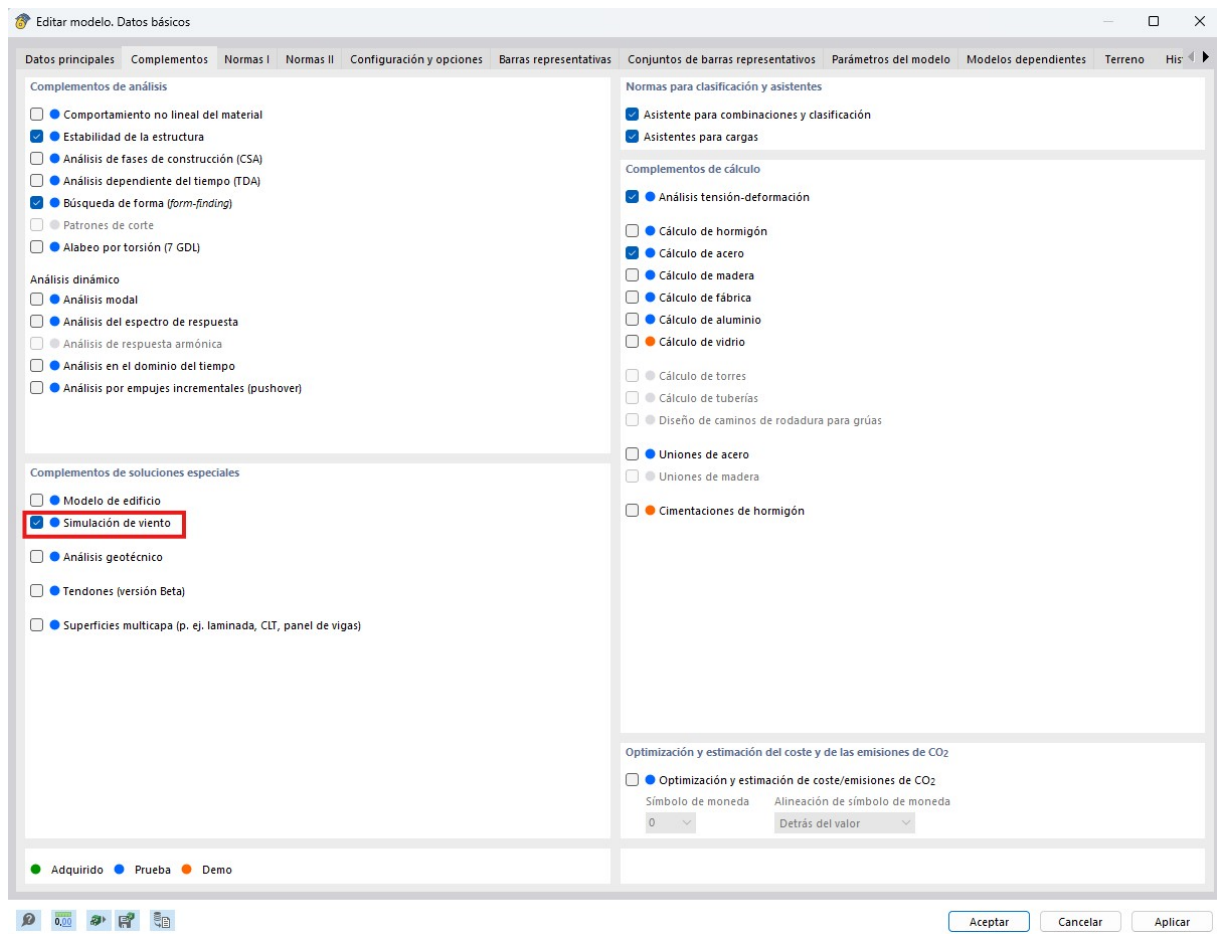 Editar modelo. Datos básicos
Datos principales Complementos Normas I Normas II Configuración y opciones Barras representativas Conjuntos de barras representativos Parámetros del modelo Modelos dependientes Terreno His
Complementos de análisis
Comportamiento no lineal del material
Estabilidad de la estructura
Análisis de fases de construcción (CSA)
Análisis dependiente del tiempo (TDA)
Búsqueda de forma (form-finding)
Patrones de corte
Alabeo por torsión (7 GDL)
Análisis dinámico
Análisis modal
Análisis del espectro de respuesta
Análisis de respuesta armónica
Análisis en el dominio del tiempo
Análisis por empujes incrementales (pushover)
Complementos de soluciones especiales
Modelo de edificio
Simulación de viento
Análisis geotécnico
Tendones (versión Beta)
Superficies multicapa (p. ej. laminada, CLT, panel de vigas)
Normas para clasificación y asistentes
Asistente para combinaciones y clasificación
Asistentes para cargas
Complementos de cálculo
Análisis tensión-deformación
Cálculo de hormigón
Cálculo de acero
Cálculo de madera
Cálculo de fábrica
Cálculo de aluminio
Cálculo de vidrio
Cálculo de torres
Cálculo de tuberías
Diseño de caminos de rodadura para grúas
Uniones de acero
Uniones de madera
Cimentaciones de hormigón
Optimización y estimación del coste y de las emisiones de CO2
Optimización y estimación de coste/emisiones de CO2
Símbolo de moneda Alineación de símbolo de moneda
0 Detrás del valor
Adquirido Prueba Demo
0,00
Aceptar Cancelar Aplicar